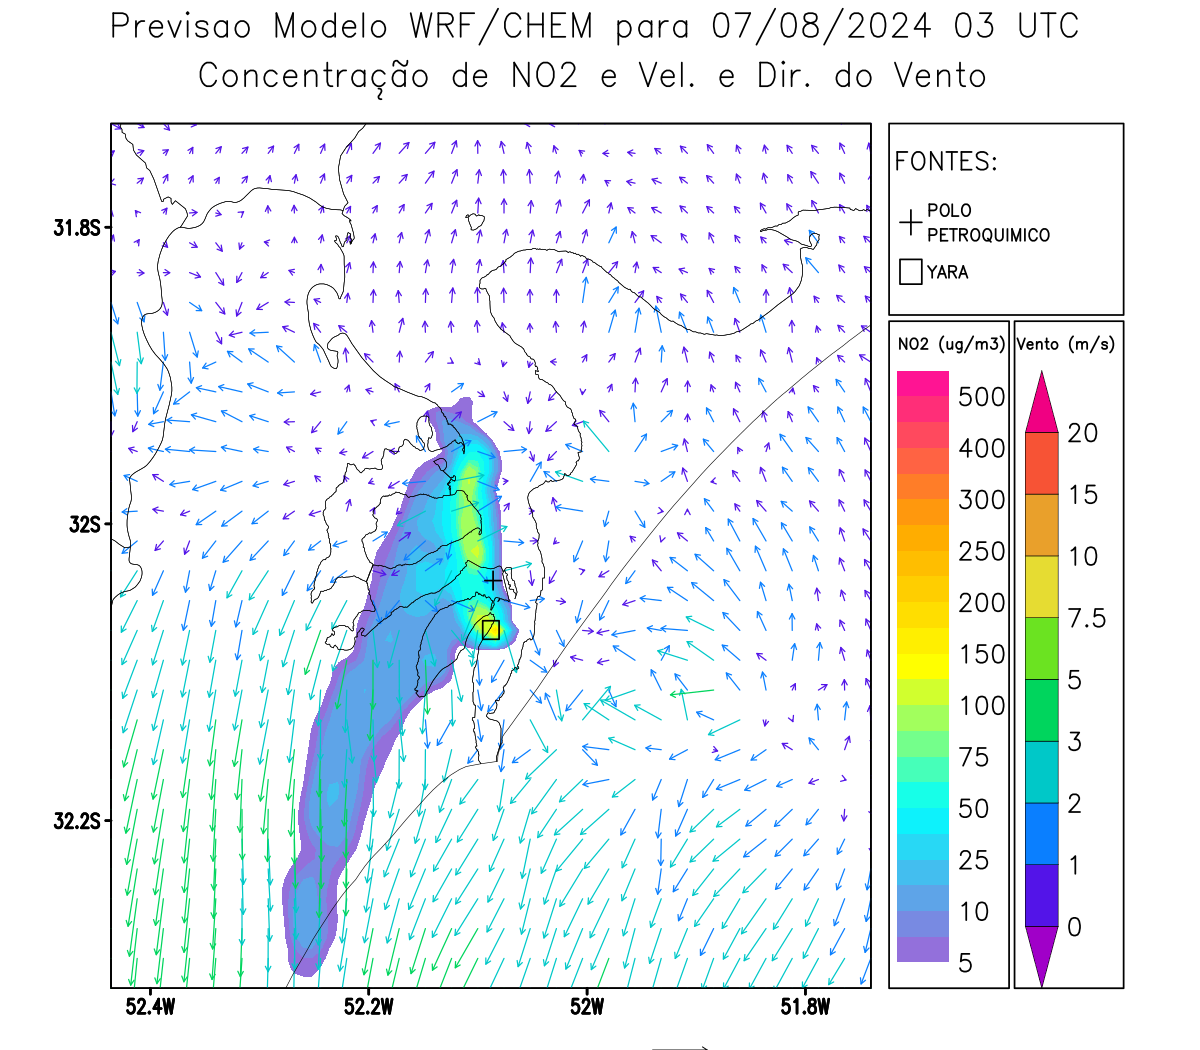 Previsao Modelo WRF/CHEM para 07/08/2024 03 UTC
Concentração de NO2 e Vel. e Dir. do Vento
FONTES:
POLO
PETROQUIMICO
YARA
31.8S
32S
32.2S
52.4W
52.2W
52W
51.8W
NO2 (ug/m3)
500
400
300
250
200
150
100
75
50
25
10
5
Vento (m/s)
20
15
10
7.5
5
3
2
1
0